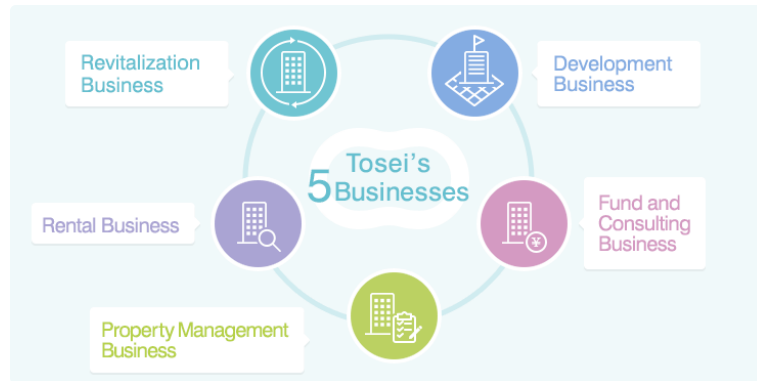 Revitalization
Business
Development
Business
Tosei's
5 Businesses
Rental Business
Fund and
Consulting
Business
¥
Property Management
Business